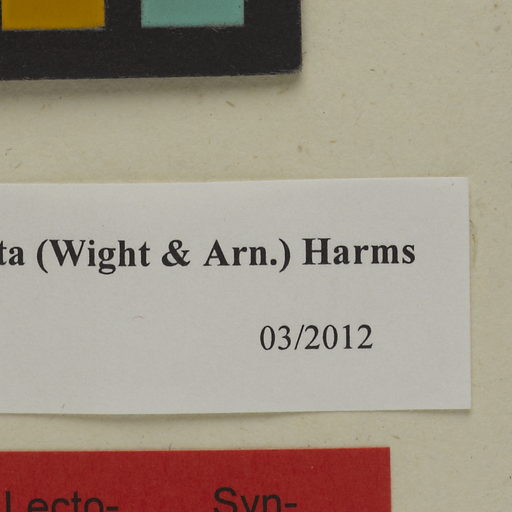 ta (Wight & Arn.) Harms
03/2012
Lecto- Syn-